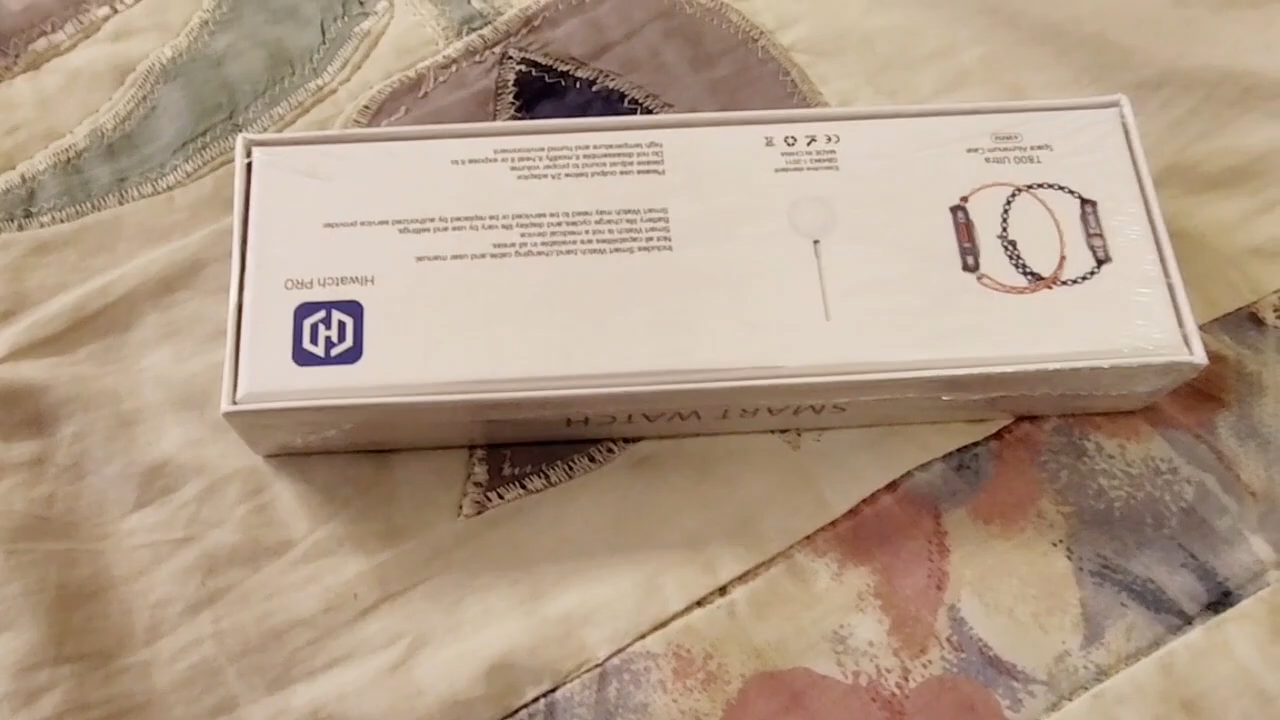 T800 Ultra
Space Aluminum Case
Executive standard
MADE IN CHINA
CE
Please use output below 2A adaptor
please adjust sound to proper volume
Do not disassemble, modify it, heat it or expose to
high temperature and humid environment
Includes Smart Watch,band,changing cable,and user manual.
Not all capabilities are available in all areas.
Smart Watch is not a medical device.
Battery life,charge,cycles,and display life vary by use and settings.
Smart Watch may need to be serviced or be replaced by authorized service provider.
Hiwatch PRO
SMART WATCH